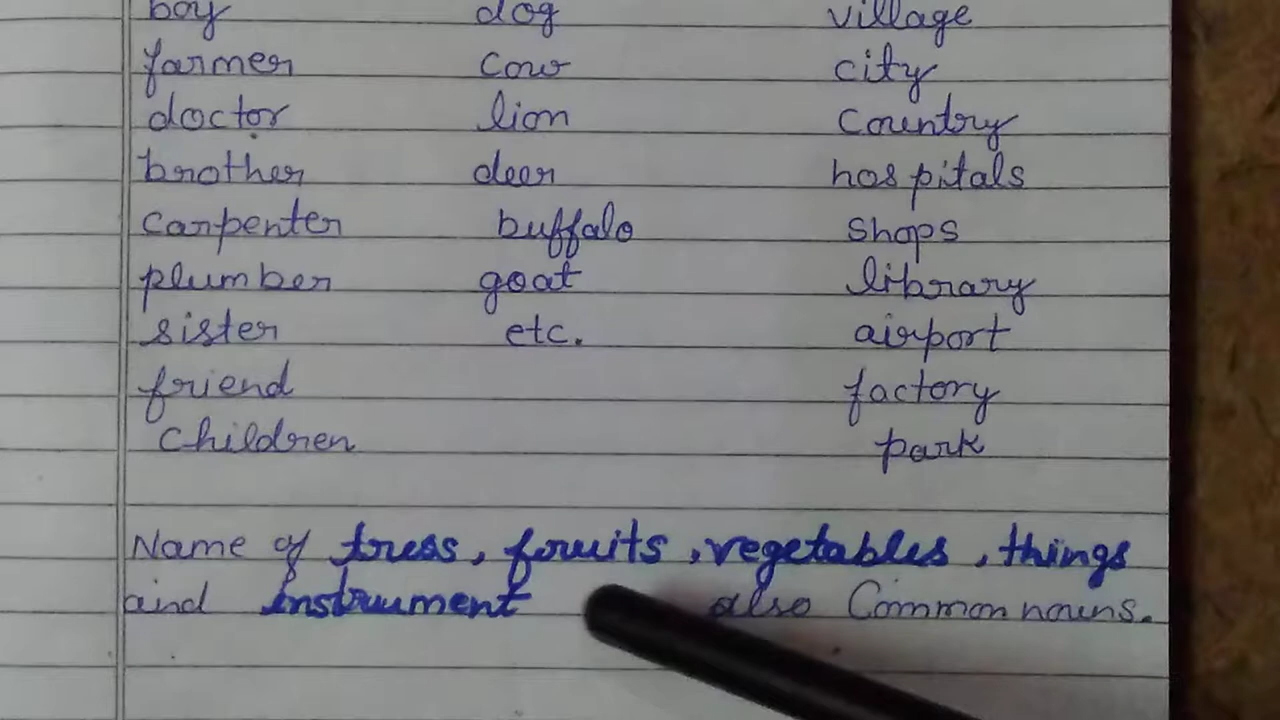 boy dog village
farmer cow city
doctor lion country
brother deer hospitals
carpenter buffalo shops
plumber goat library
sister etc. airport
friend factory
children park
Name of tress, fruits, vegetables, things
and instrument also Common nouns.